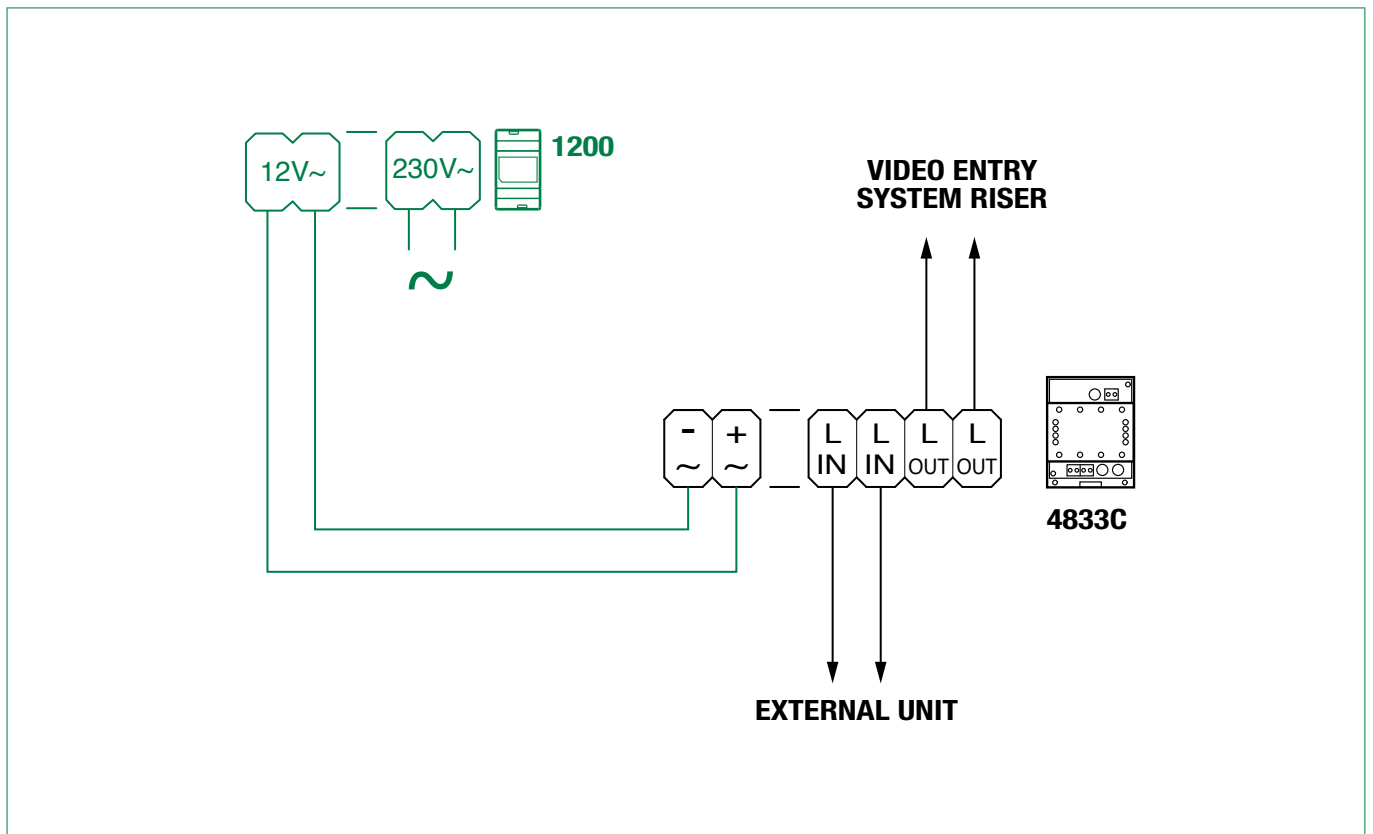 12V~
230V~
1200
~
VIDEO ENTRY
SYSTEM RISER
- +
~ ~
L L L L
IN IN OUT OUT
4833C
EXTERNAL UNIT